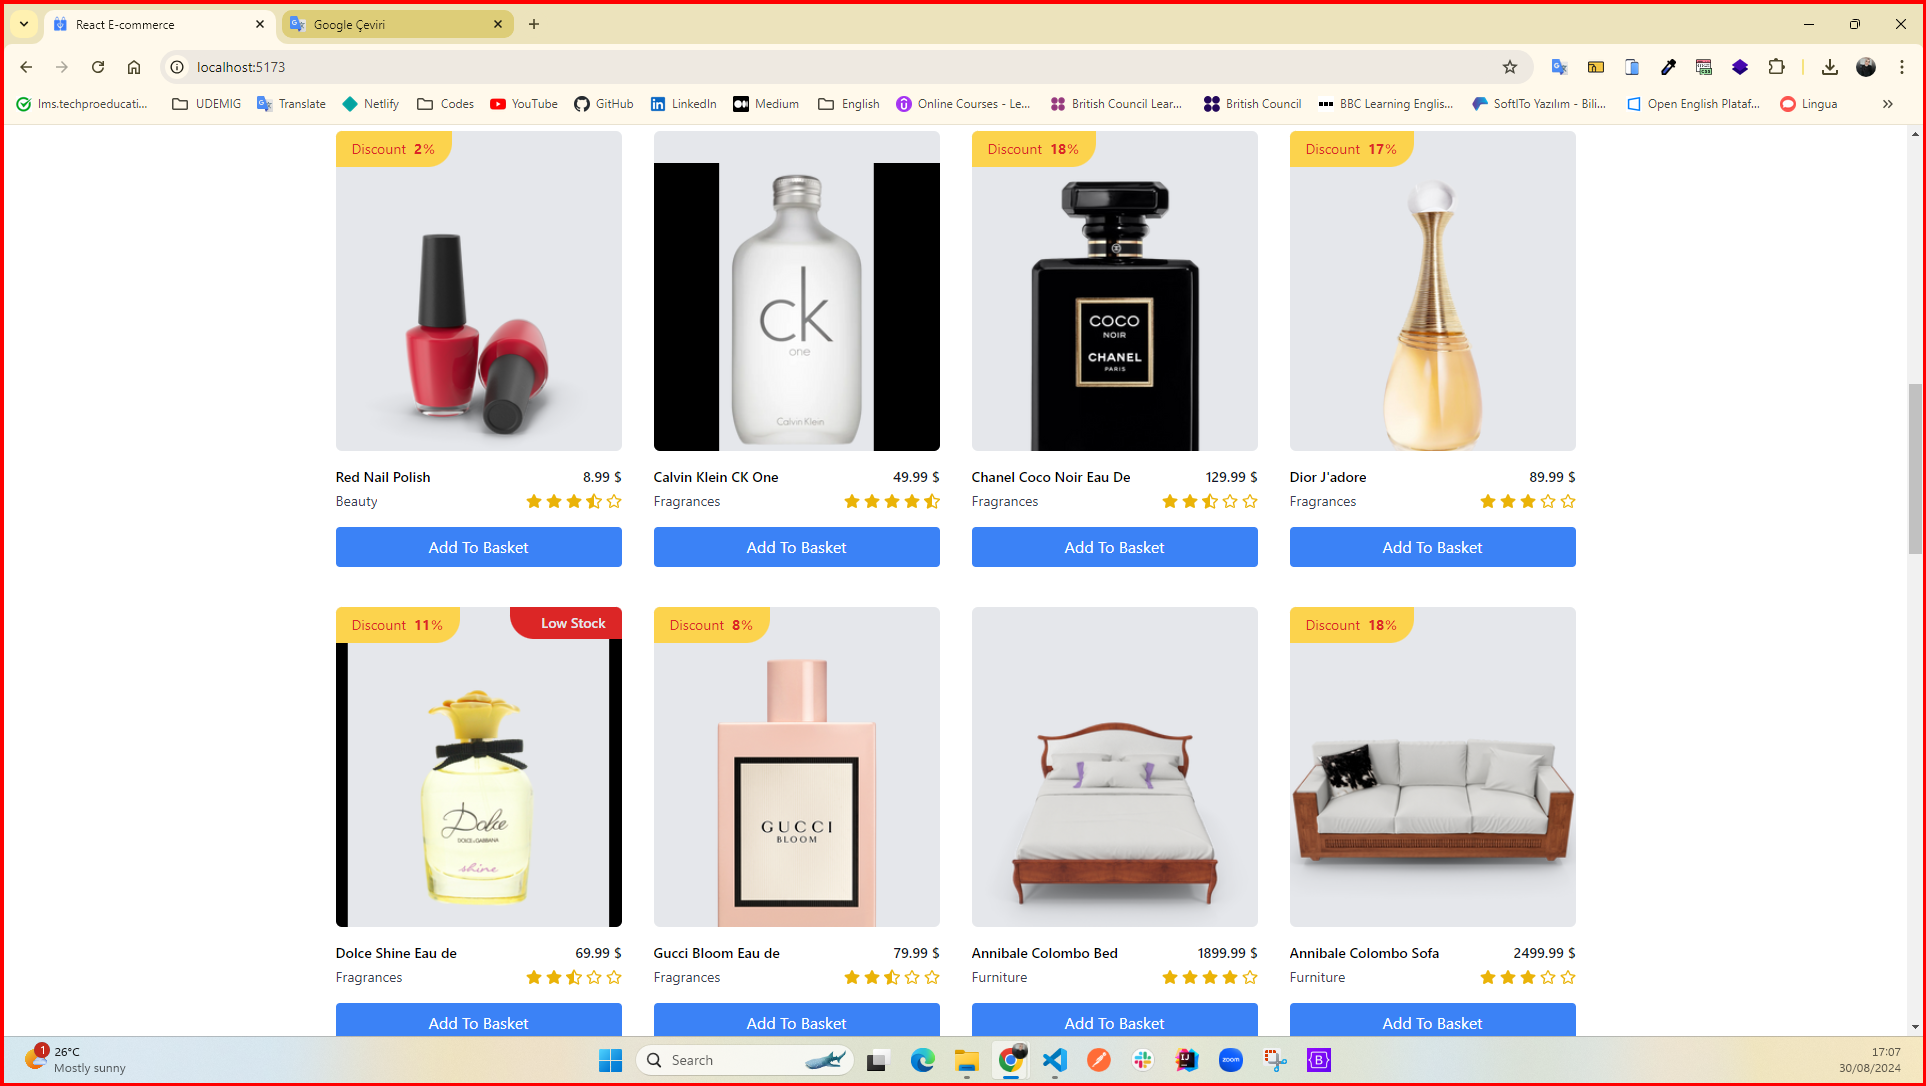 React E-commerce
Google Çeviri
localhost:5173
lms.techproeducati...
UDEMIG
Translate
Netlify
Codes
YouTube
GitHub
LinkedIn
Medium
English
Online Courses - Le...
British Council Lear...
British Council
BBC Learning Englis...
SoftITo Yazılım - Bili...
Open English Plataf...
Lingua
Discount 2%
Discount 18%
Discount 17%
ck
one
Calvin Klein
COCO
NOIR
CHANEL
PARIS
Red Nail Polish 8.99 $
Beauty
Calvin Klein CK One 49.99 $
Fragrances
Chanel Coco Noir Eau De 129.99 $
Fragrances
Dior J'adore 89.99 $
Fragrances
Add To Basket
Add To Basket
Add To Basket
Add To Basket
Discount 11%
Low Stock
Discount 8%
Discount 18%
Dolce
DOLCE & GABBANA
shine
GUCCI
BLOOM
Dolce Shine Eau de 69.99 $
Fragrances
Gucci Bloom Eau de 79.99 $
Fragrances
Annibale Colombo Bed 1899.99 $
Furniture
Annibale Colombo Sofa 2499.99 $
Furniture
Add To Basket
Add To Basket
Add To Basket
Add To Basket
1
26°C
Mostly sunny
Search
zoom
17:07
30/08/2024